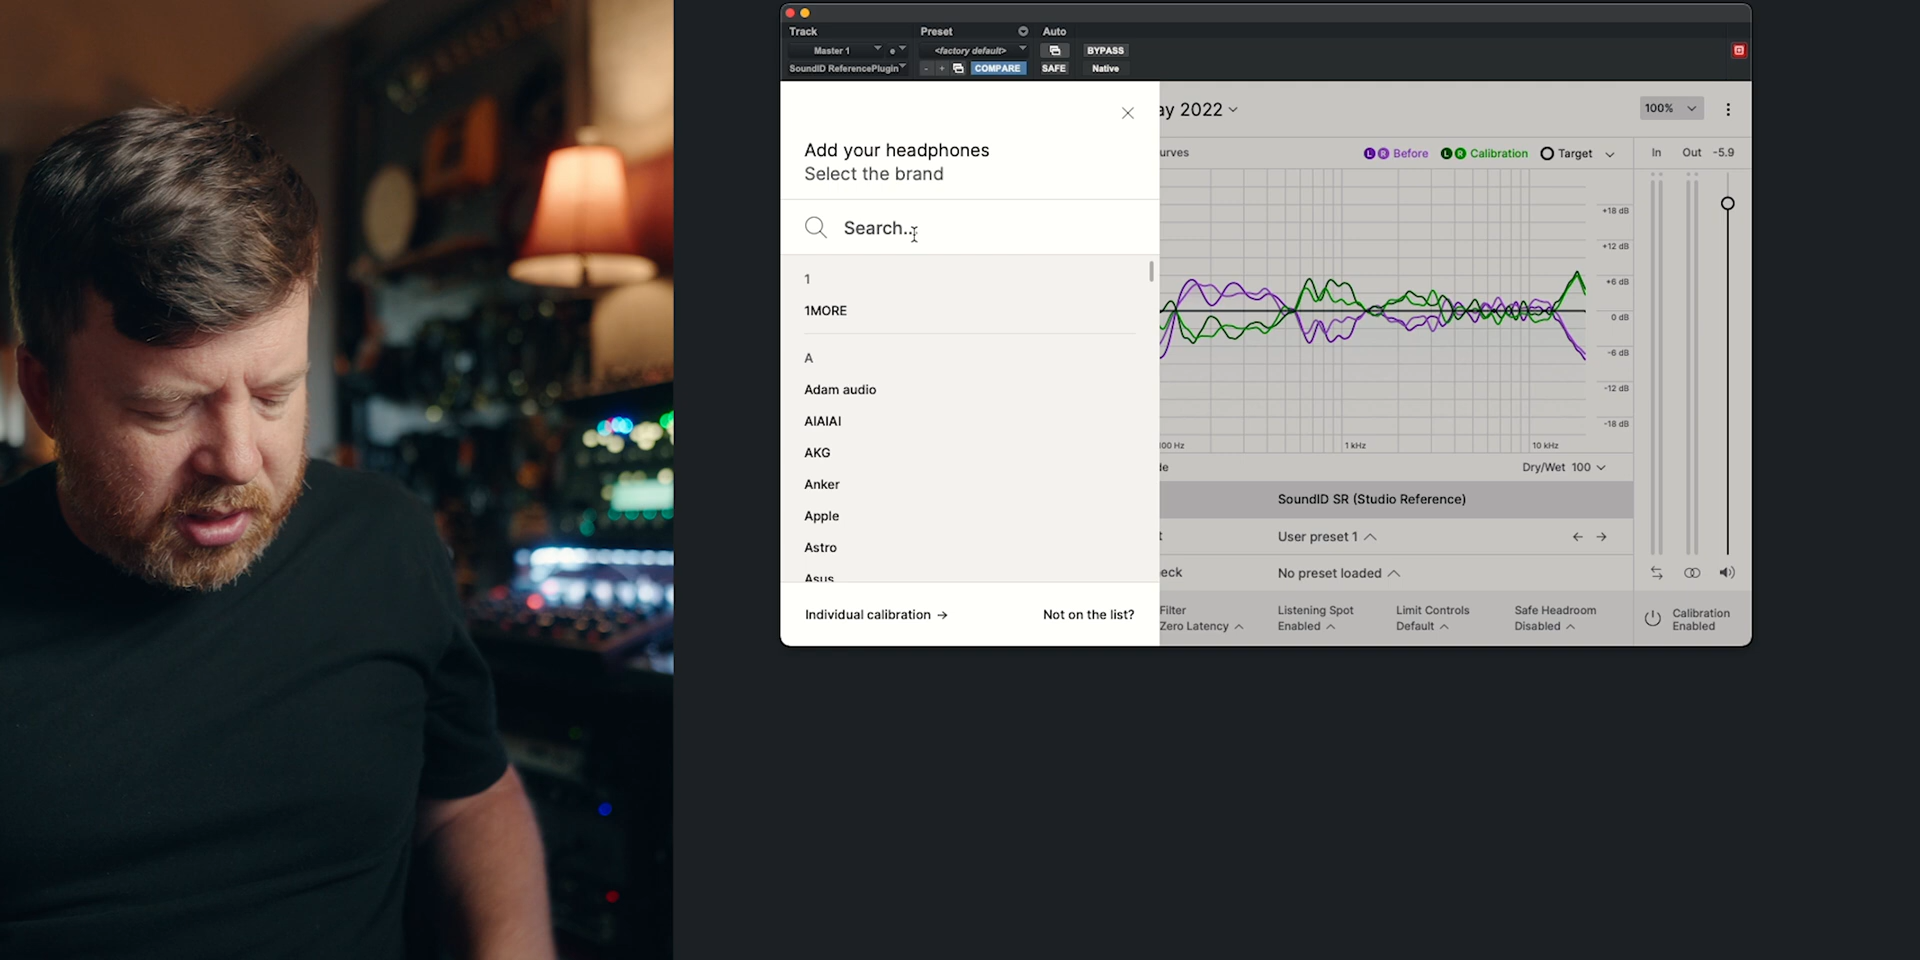 Track
Preset
Auto
Master 1
e
<factory default>
BYPASS
SoundID ReferencePlugin
- +
COMPARE
SAFE
Native
ay 2022
100%
Add your headphones
Select the brand
urves
L R Before
L R Calibration
Target
In
Out
-5.9
Search...
1
1MORE
A
Adam audio
AIAIAI
AKG
Anker
Apple
Astro
Asus
Individual calibration →
Not on the list?
+18 dB
+12 dB
+6 dB
0 dB
-6 dB
-12 dB
-18 dB
00 Hz
1 kHz
10 kHz
de
Dry/Wet 100
SoundID SR (Studio Reference)
t
User preset 1
← →
eck
No preset loaded
Filter
Zero Latency
Listening Spot
Enabled
Limit Controls
Default
Safe Headroom
Disabled
Calibration
Enabled